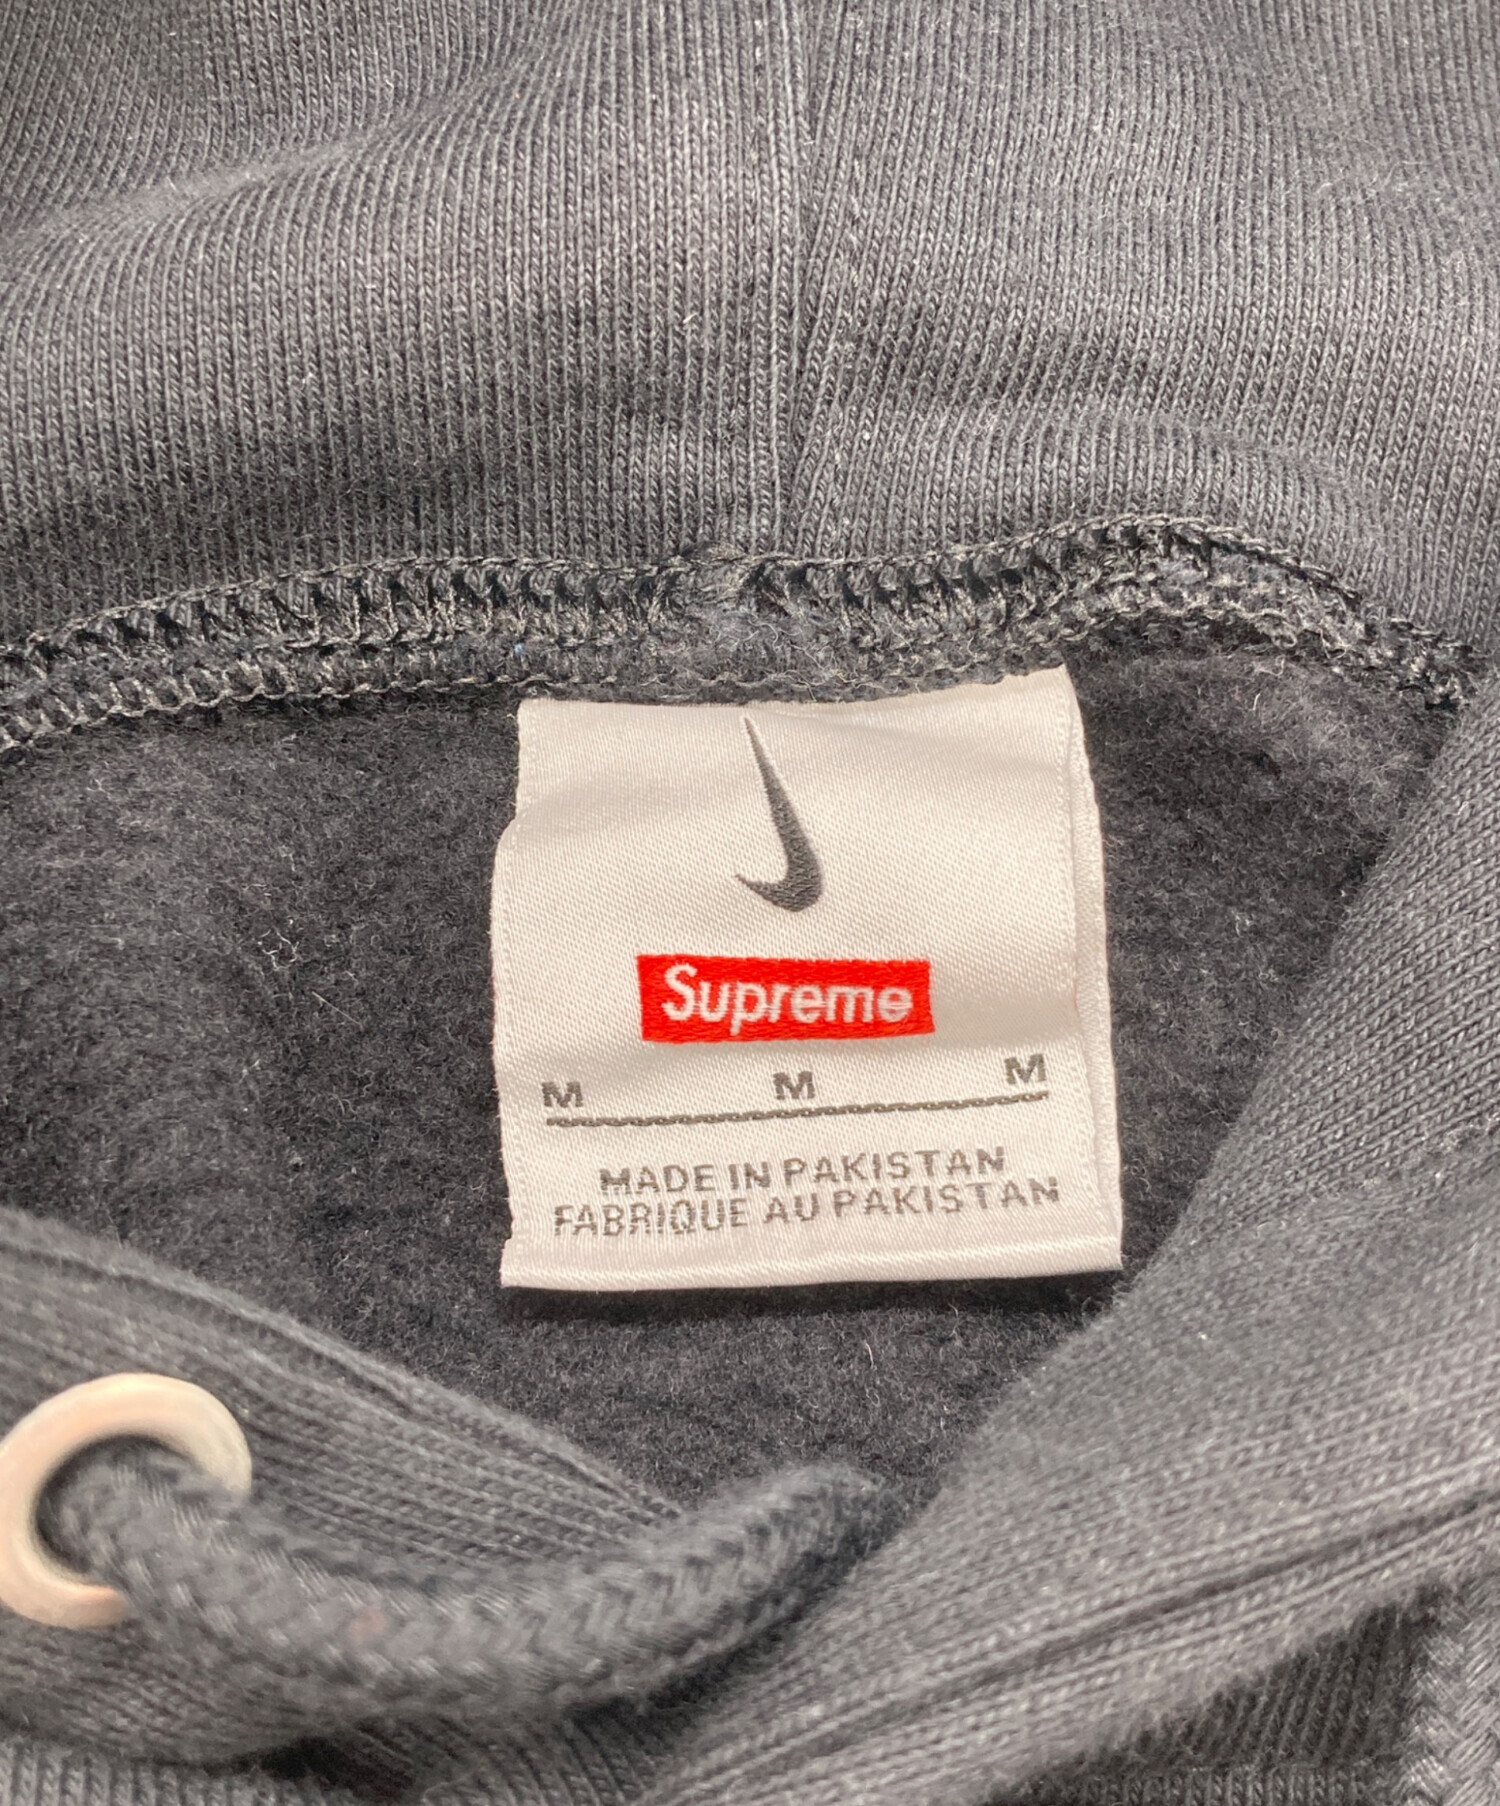 Supreme
M M M
MADE IN PAKISTAN
FABRIQUE AU PAKISTAN